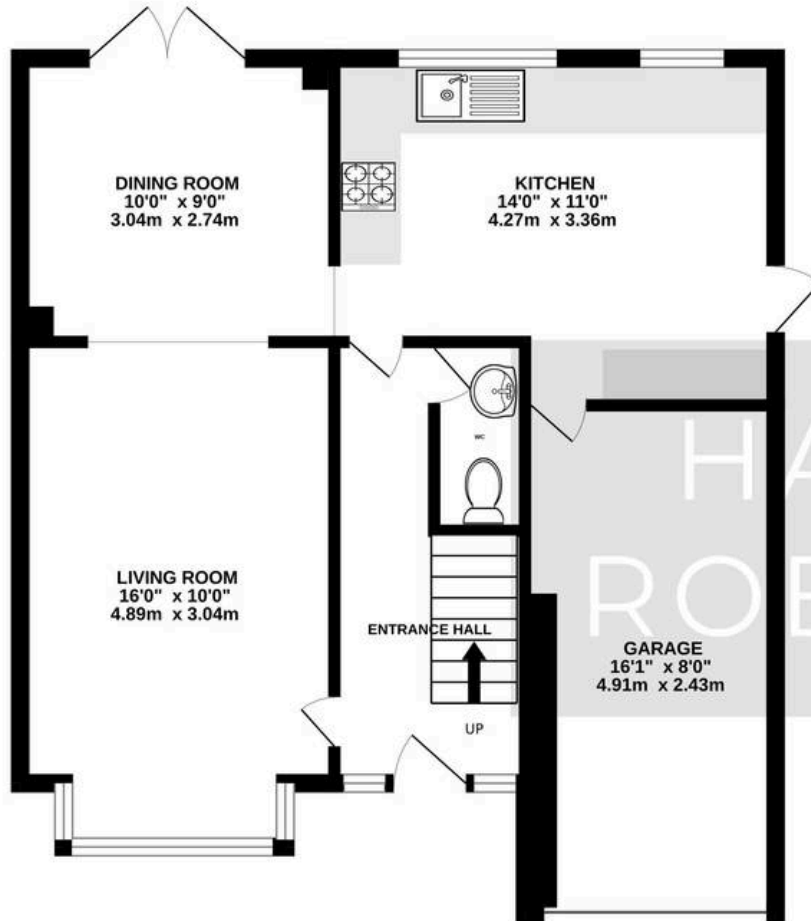 DINING ROOM
10'0" x 9'0"
3.04m x 2.74m
KITCHEN
14'0" x 11'0"
4.27m x 3.36m
WC
LIVING ROOM
16'0" x 10'0"
4.89m x 3.04m
ENTRANCE HALL
UP
HA
ROB
GARAGE
16'1" x 8'0"
4.91m x 2.43m